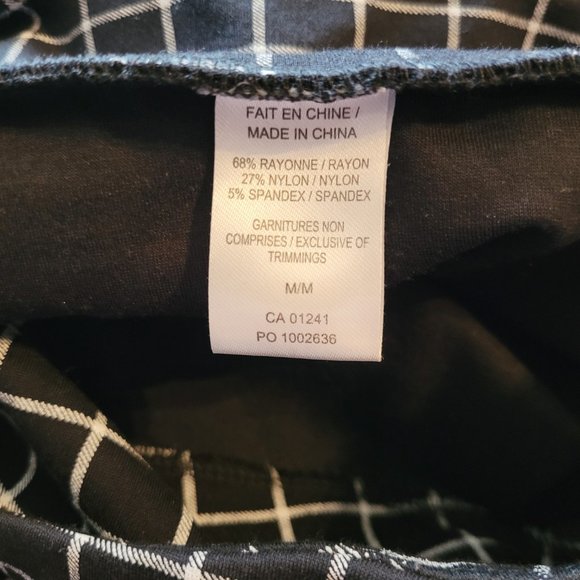 FAIT EN CHINE /
MADE IN CHINA
68% RAYONNE / RAYON
27% NYLON / NYLON
5% SPANDEX / SPANDEX
GARNITURES NON
COMPRISES / EXCLUSIVE OF
TRIMMINGS
M/M
CA 01241
PO 1002636